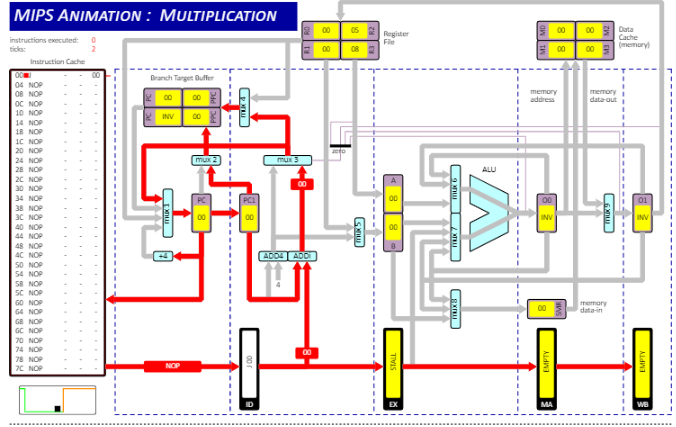 MIPS ANIMATION : MULTIPLICATION
instructions executed: 0
ticks: 2
Instruction Cache
00 J - - 00
04 NOP - - -
08 NOP - - -
0C NOP - - -
10 NOP - - -
14 NOP - - -
18 NOP - - -
1C NOP - - -
20 NOP - - -
24 NOP - - -
28 NOP - - -
2C NOP - - -
30 NOP - - -
34 NOP - - -
38 NOP - - -
3C NOP - - -
40 NOP - - -
44 NOP - - -
48 NOP - - -
4C NOP - - -
50 NOP - - -
54 NOP - - -
58 NOP - - -
5C NOP - - -
60 NOP - - -
64 NOP - - -
68 NOP - - -
6C NOP - - -
70 NOP - - -
74 NOP - - -
78 NOP - - -
7C NOP - - -
Branch Target Buffer
PC 00 00 PPC
PC INV 00 PPC
mux 4
R0 00 05 R2
R1 00 08 R3
Register
File
M0 00 00 M2
M1 00 00 M3
Data
Cache
(memory)
memory
address
memory
data-out
zero
mux 2
mux 3
mux 1
PC
00
PC1
00
00
+4
ADD4
ADDI
4
mux 5
A
00
00
B
mux 6
mux 7
ALU
O0
INV
mux 9
O1
INV
mux 8
00 SMR
memory
data-in
NOP
00
J 00
ID
STALL
EX
EMPTY
MA
EMPTY
WB